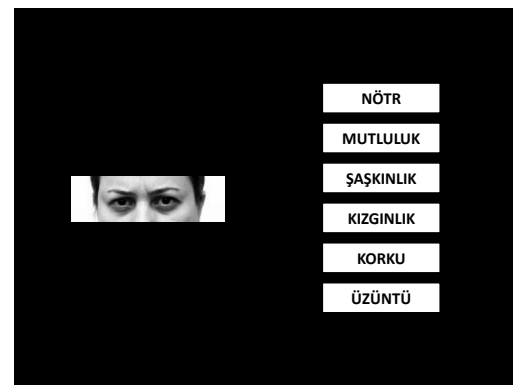 NÖTR
MUTLULUK
ŞAŞKINLIK
KIZGINLIK
KORKU
ÜZÜNTÜ